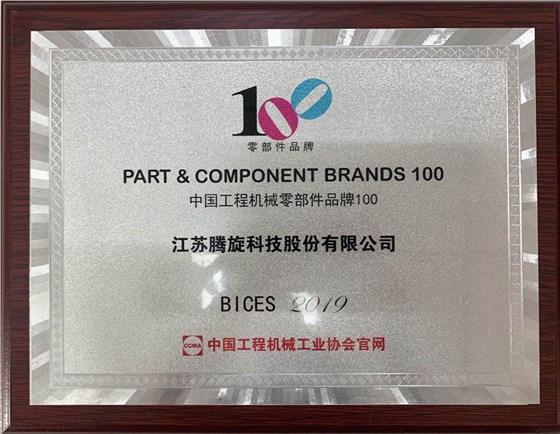 100
零部件品牌
PART & COMPONENT BRANDS 100
中国工程机械零部件品牌100
江苏腾旋科技股份有限公司
BICES 2019
CCMA 中国工程机械工业协会官网